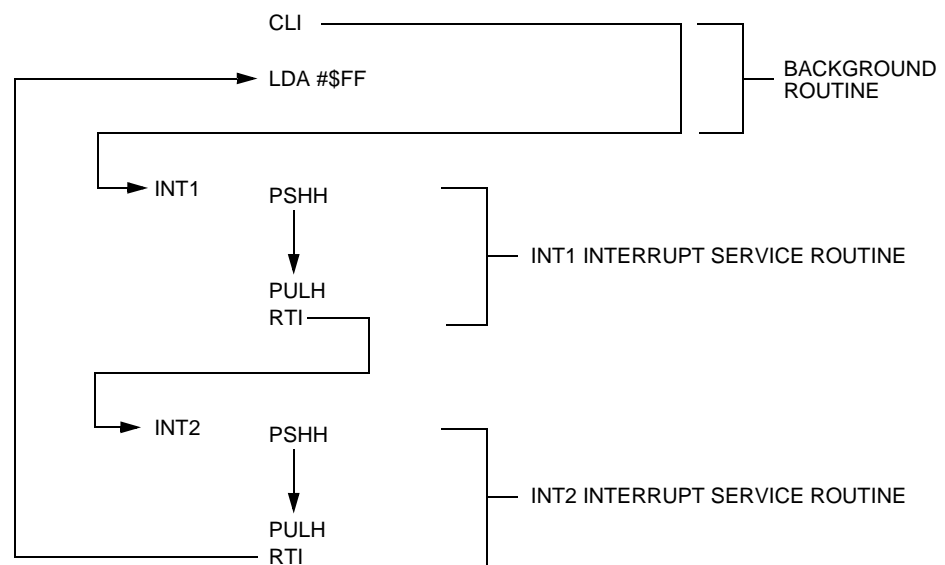 CLI
LDA #$FF
BACKGROUND
ROUTINE
INT1
PSHH
INT1 INTERRUPT SERVICE ROUTINE
PULH
RTI
INT2
PSHH
INT2 INTERRUPT SERVICE ROUTINE
PULH
RTI